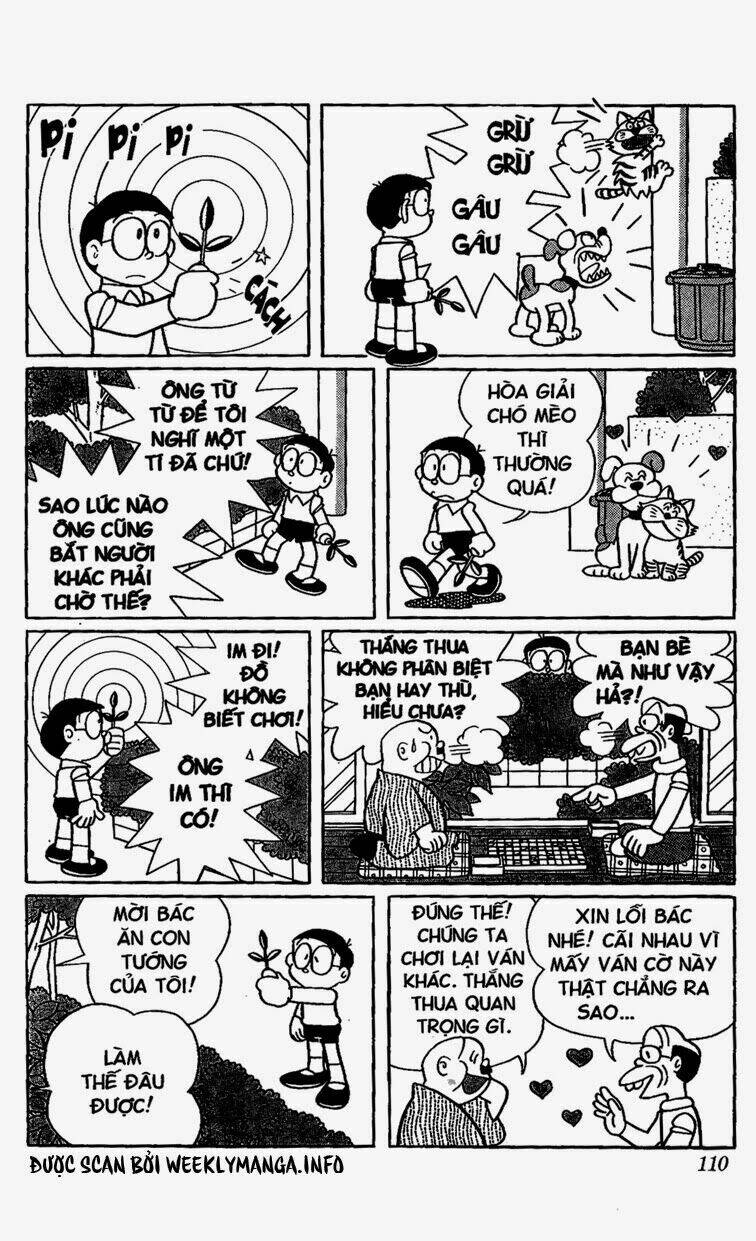 Pi Pi Pi
CÁCH
GRỪ
GRỪ
GÂU
GÂU
ÔNG TỪ
TỪ ĐỂ TÔI
NGHĨ MỘT
TÍ ĐÃ CHỨ!
SAO LÚC NÀO
ÔNG CŨNG
BẮT NGƯỜI
KHÁC PHẢI
CHỜ THẾ?
HÒA GIẢI
CHÓ MÈO
THÌ
THƯỜNG
QUÁ!
IM ĐI!
ĐỒ
KHÔNG
BIẾT CHƠI!
ÔNG
IM THÌ
CÓ!
THẮNG THUA
KHÔNG PHÂN BIỆT
BẠN HAY THÙ,
HIỂU CHƯA?
BẠN BÈ
MÀ NHƯ VẬY
HẢ?!
MỜI BÁC
ĂN CON
TƯỚNG
CỦA TÔI!
LÀM
THẾ ĐÂU
ĐƯỢC!
ĐÚNG THẾ!
CHÚNG TA
CHƠI LẠI VÁN
KHÁC. THẮNG
THUA QUAN
TRỌNG GÌ.
XIN LỖI BÁC
NHÉ! CÃI NHAU VÌ
MẤY VÁN CỜ NÀY
THẬT CHẲNG RA
SAO...
ĐƯỢC SCAN BỞI WEEKLYMANGA.INFO
110